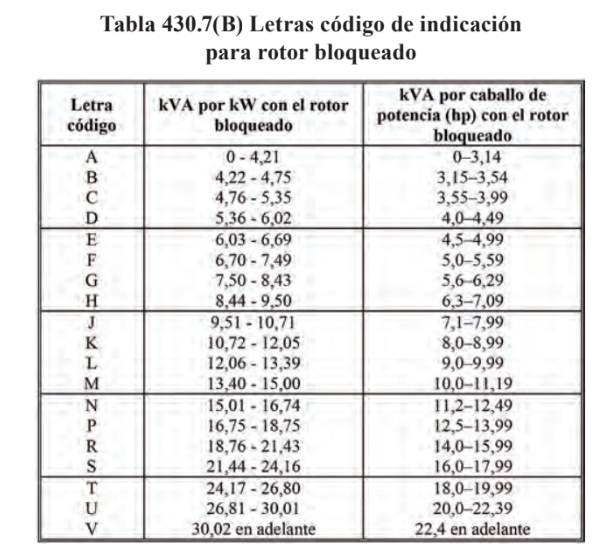 Tabla 430.7(B) Letras código de indicación
para rotor bloqueado
Letra código | kVA por kW con el rotor bloqueado | kVA por caballo de potencia (hp) con el rotor bloqueado
A 0 - 4,21 0–3,14
B 4,22 - 4,75 3,15–3,54
C 4,76 - 5,35 3,55–3,99
D 5,36 - 6,02 4,0–4,49
E 6,03 - 6,69 4,5–4,99
F 6,70 - 7,49 5,0–5,59
G 7,50 - 8,43 5,6–6,29
H 8,44 - 9,50 6,3–7,09
J 9,51 - 10,71 7,1–7,99
K 10,72 - 12,05 8,0–8,99
L 12,06 - 13,39 9,0–9,99
M 13,40 - 15,00 10,0–11,19
N 15,01 - 16,74 11,2–12,49
P 16,75 - 18,75 12,5–13,99
R 18,76 - 21,43 14,0–15,99
S 21,44 - 24,16 16,0–17,99
T 24,17 - 26,80 18,0–19,99
U 26,81 - 30,01 20,0–22,39
V 30,02 en adelante 22,4 en adelante